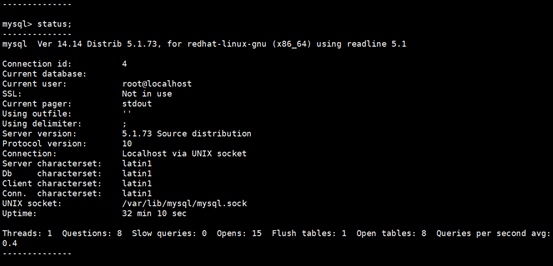 --------------
mysql> status;
--------------
mysql  Ver 14.14 Distrib 5.1.73, for redhat-linux-gnu (x86_64) using readline 5.1
Connection id:          4
Current database:
Current user:           root@localhost
SSL:                    Not in use
Current pager:          stdout
Using outfile:          ''
Using delimiter:        ;
Server version:         5.1.73 Source distribution
Protocol version:       10
Connection:             Localhost via UNIX socket
Server characterset:    latin1
Db     characterset:    latin1
Client characterset:    latin1
Conn.  characterset:    latin1
UNIX socket:            /var/lib/mysql/mysql.sock
Uptime:                 32 min 10 sec
Threads: 1  Questions: 8  Slow queries: 0  Opens: 15  Flush tables: 1  Open tables: 8  Queries per second avg:
0.4
--------------